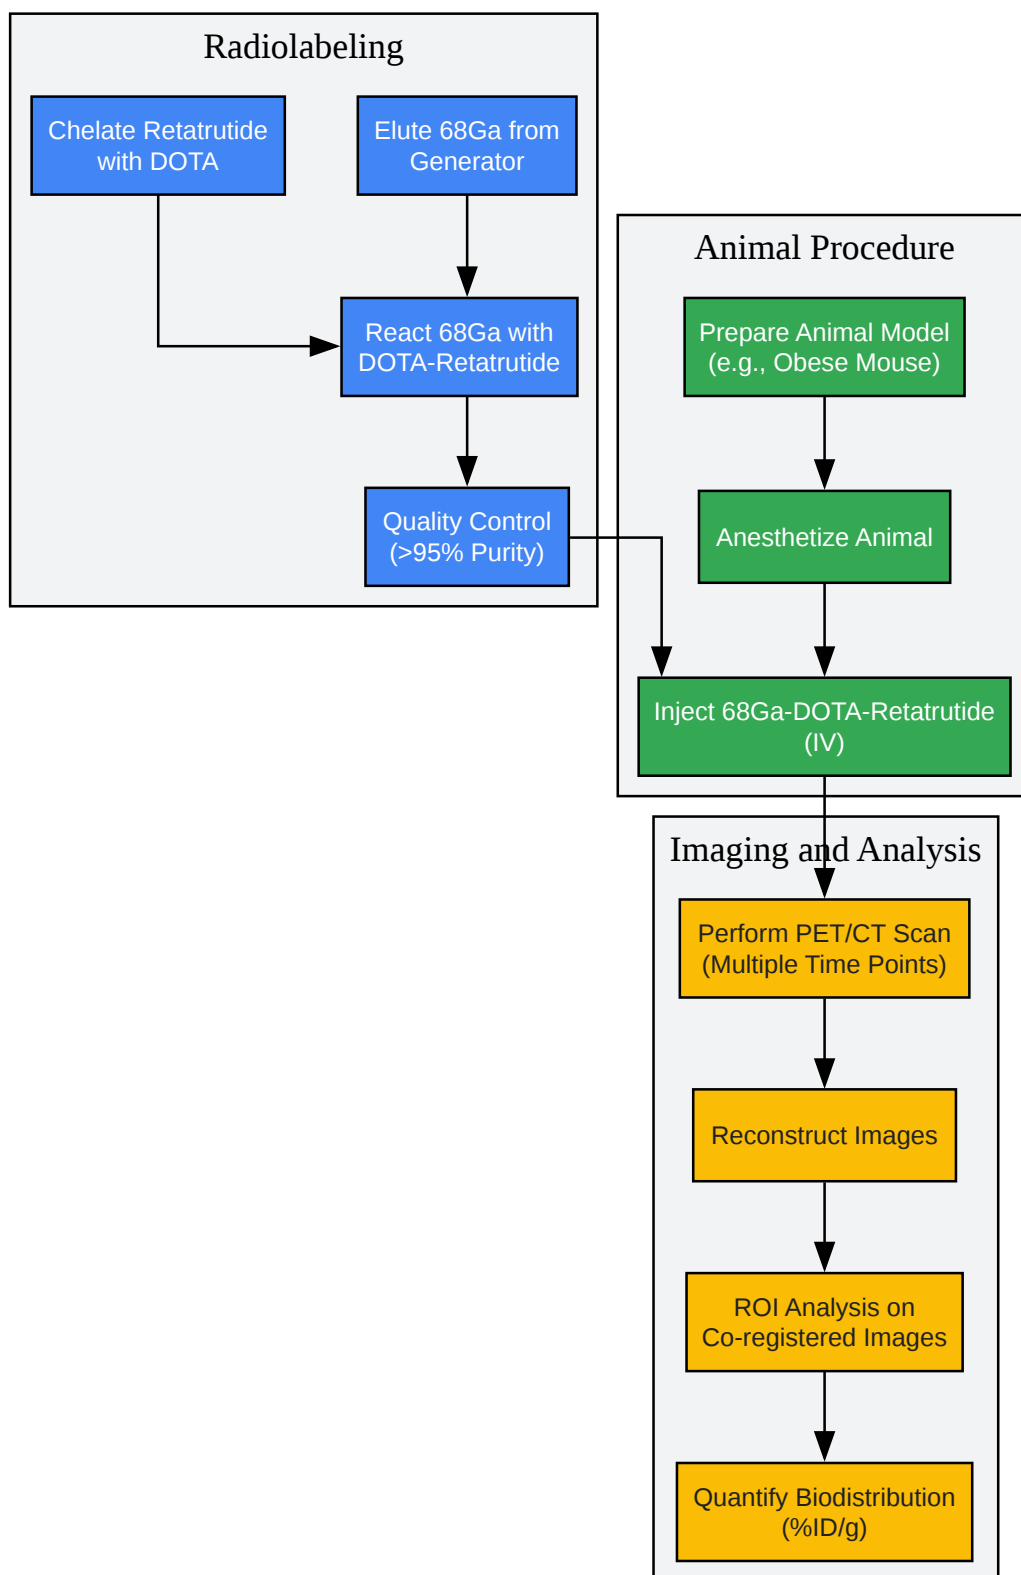 Radiolabeling
Chelate Retatrutide
with DOTA
Elute 68Ga from
Generator
React 68Ga with
DOTA-Retatrutide
Quality Control
(>95% Purity)
Animal Procedure
Prepare Animal Model
(e.g., Obese Mouse)
Anesthetize Animal
Inject 68Ga-DOTA-Retatrutide
(IV)
Imaging and Analysis
Perform PET/CT Scan
(Multiple Time Points)
Reconstruct Images
ROI Analysis on
Co-registered Images
Quantify Biodistribution
(%ID/g)